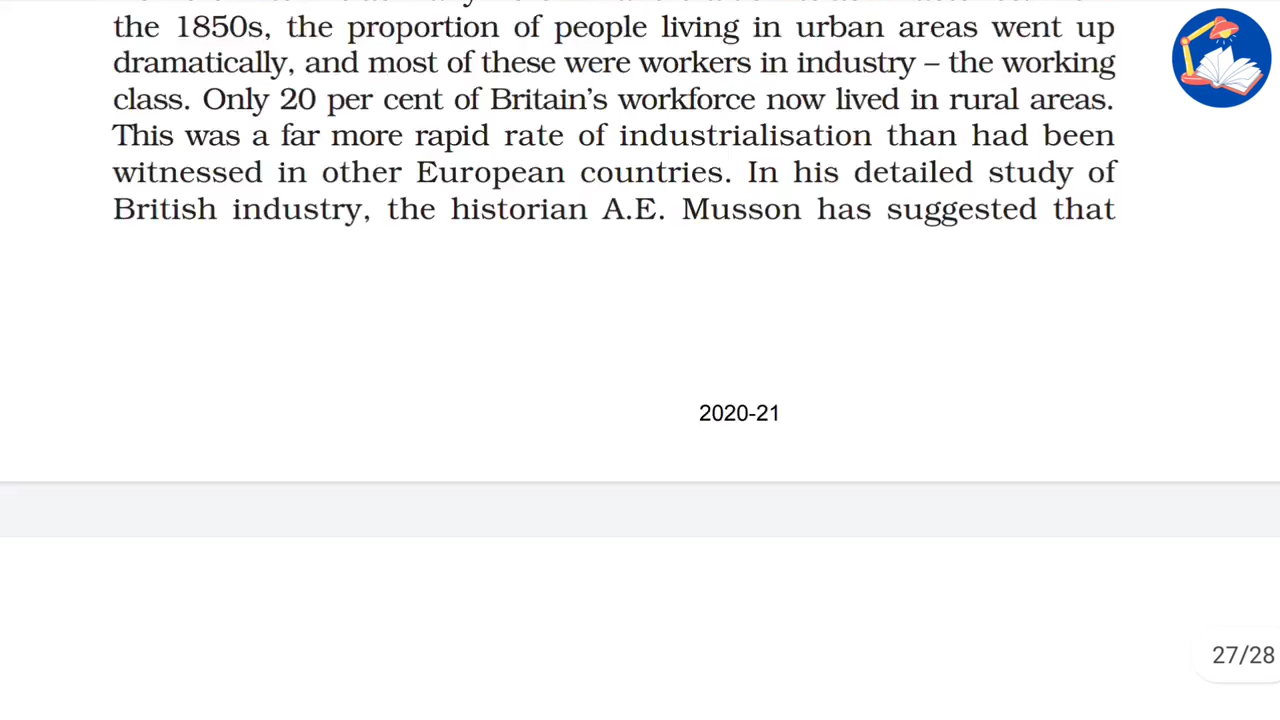 the 1850s, the proportion of people living in urban areas went up
dramatically, and most of these were workers in industry – the working
class. Only 20 per cent of Britain's workforce now lived in rural areas.
This was a far more rapid rate of industrialisation than had been
witnessed in other European countries. In his detailed study of
British industry, the historian A.E. Musson has suggested that
2020-21
27/28